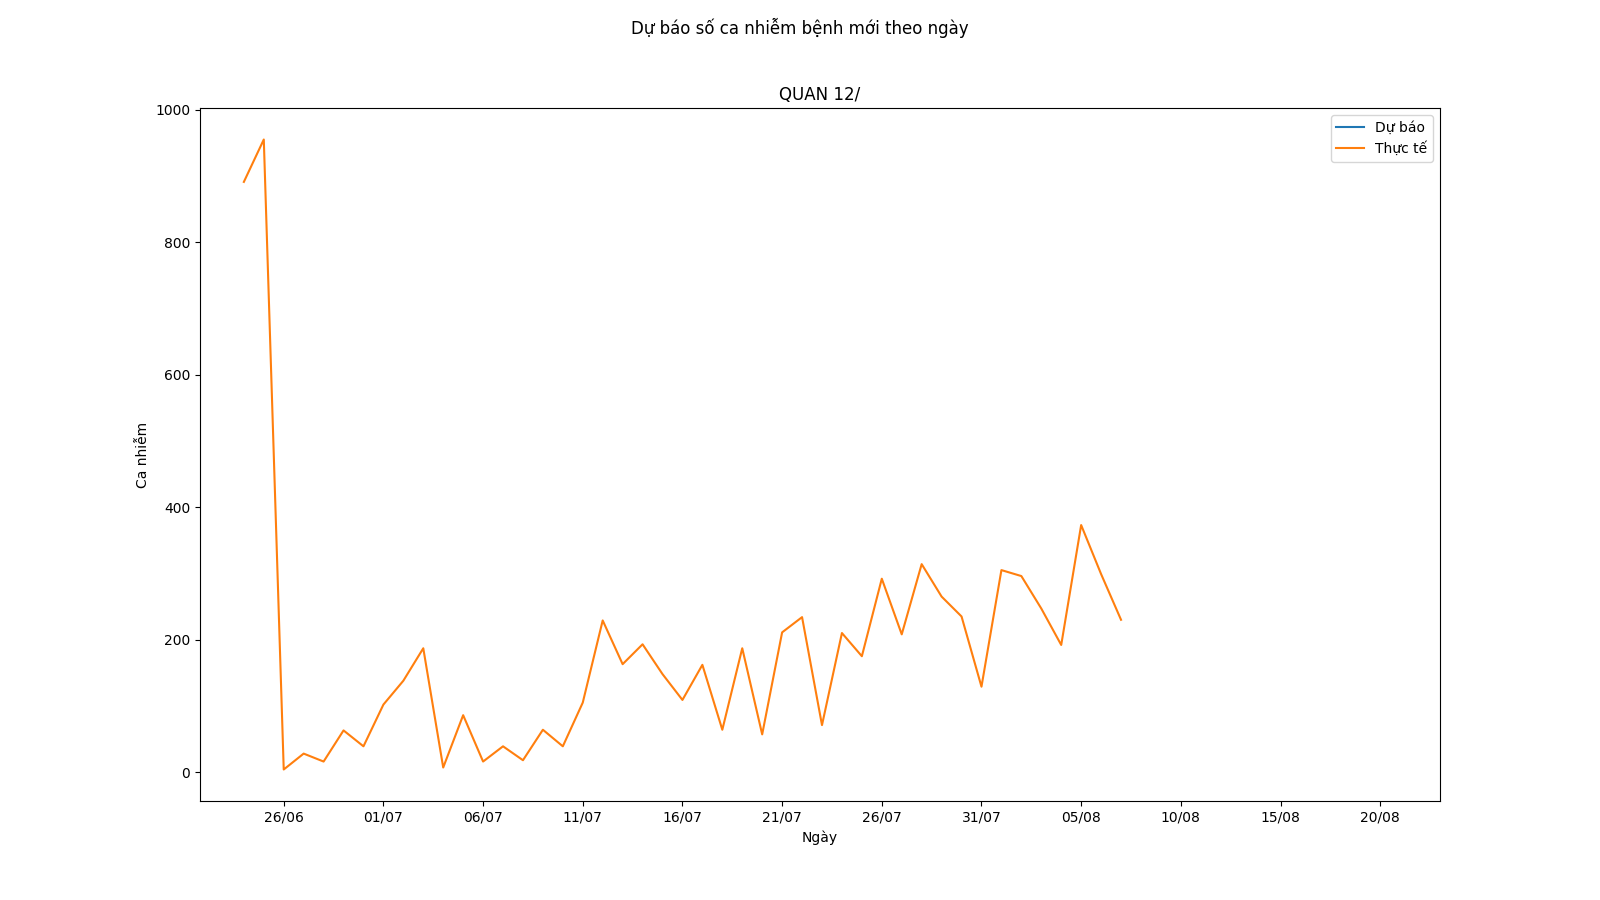 Dự báo số ca nhiễm bệnh mới theo ngày
QUAN 12/
Dự báo
Thực tế
1000
800
600
400
200
0
Ca nhiễm
26/06 01/07 06/07 11/07 16/07 21/07 26/07 31/07 05/08 10/08 15/08 20/08
Ngày